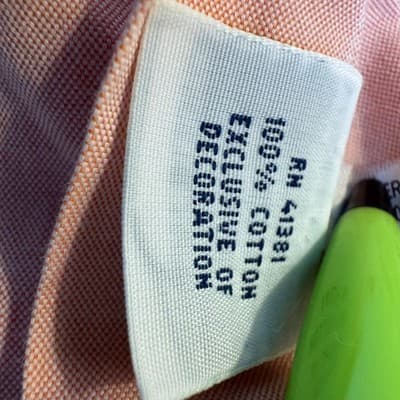 RN 41381
100% COTTON
EXCLUSIVE OF
DECORATION